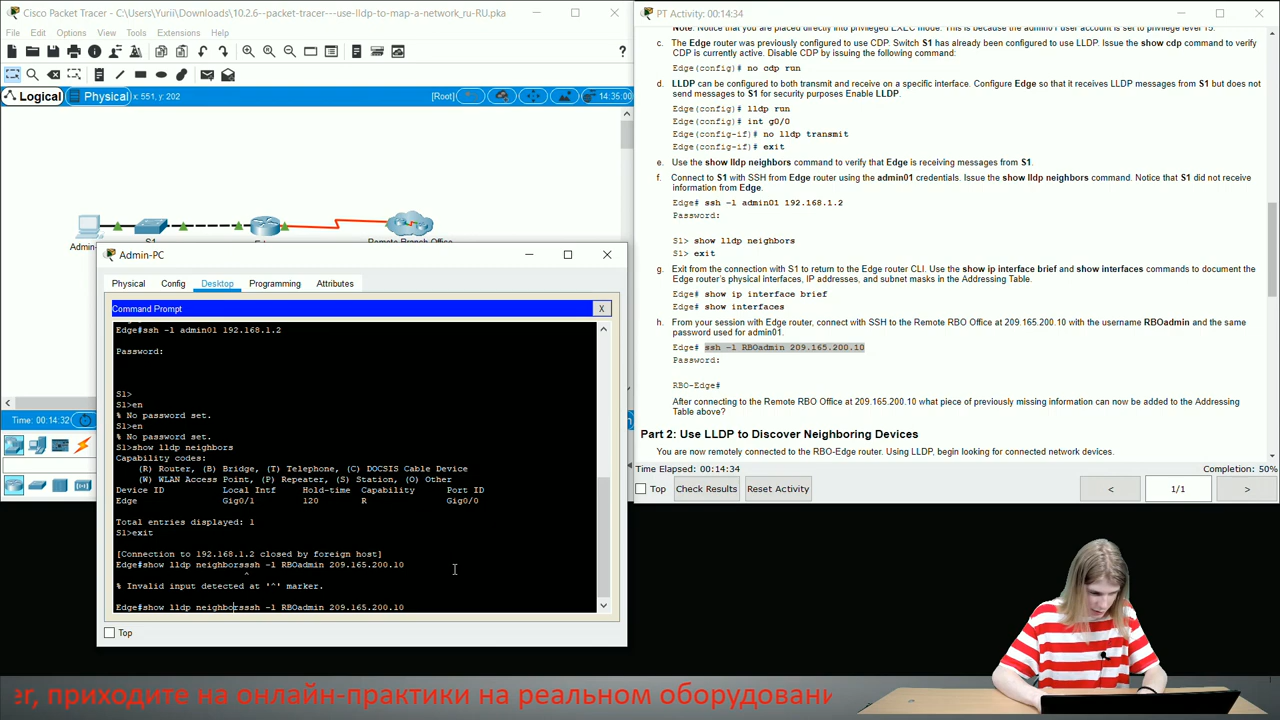 Cisco Packet Tracer - C:\Users\Yurii\Downloads\10.2.6--packet-tracer---use-lldp-to-map-a-network_ru-RU.pka
File Edit Options View Tools Extensions Help
Logical Physical x: 551, y: 202 [Root] 14:35:00
Admin-PC
Physical Config Desktop Programming Attributes
Command Prompt X
Edge#ssh -l admin01 192.168.1.2
Password:
S1>
S1>en
% No password set.
S1>en
% No password set.
S1>show lldp neighbors
Capability codes:
(R) Router, (B) Bridge, (T) Telephone, (C) DOCSIS Cable Device
(W) WLAN Access Point, (P) Repeater, (S) Station, (O) Other
Device ID Local Intf Hold-time Capability Port ID
Edge Gig0/1 120 R Gig0/0
Total entries displayed: 1
S1>exit
[Connection to 192.168.1.2 closed by foreign host]
Edge#show lldp neighborsssh -l RBOadmin 209.165.200.10
^
% Invalid input detected at '^' marker.
Edge#show lldp neighborsssh -l RBOadmin 209.165.200.10
Top
Time: 00:14:32
PT Activity: 00:14:34
c. The Edge router was previously configured to use CDP. Switch S1 has already been configured to use LLDP. Issue the show cdp command to verify
CDP is currently active. Disable CDP by issuing the following command:
Edge(config)# no cdp run
d. LLDP can be configured to both transmit and receive on a specific interface. Configure Edge so that it receives LLDP messages from S1 but does not
send messages to S1 for security purposes Enable LLDP.
Edge(config)# lldp run
Edge(config)# int g0/0
Edge(config-if)# no lldp transmit
Edge(config-if)# exit
e. Use the show lldp neighbors command to verify that Edge is receiving messages from S1.
f. Connect to S1 with SSH from Edge router using the admin01 credentials. Issue the show lldp neighbors command. Notice that S1 did not receive
information from Edge.
Edge# ssh -l admin01 192.168.1.2
Password:
S1> show lldp neighbors
S1> exit
g. Exit from the connection with S1 to return to the Edge router CLI. Use the show ip interface brief and show interfaces commands to document the
Edge router's physical interfaces, IP addresses, and subnet masks in the Addressing Table.
Edge# show ip interface brief
Edge# show interfaces
h. From your session with Edge router, connect with SSH to the Remote RBO Office at 209.165.200.10 with the username RBOadmin and the same
password used for admin01.
Edge# ssh -l RBOadmin 209.165.200.10
Password:
RBO-Edge#
After connecting to the Remote RBO Office at 209.165.200.10 what piece of previously missing information can now be added to the Addressing
Table above?
Part 2: Use LLDP to Discover Neighboring Devices
You are now remotely connected to the RBO-Edge router. Using LLDP, begin looking for connected network devices.
Time Elapsed: 00:14:34 Completion: 50%
Top Check Results Reset Activity < 1/1 >
er, приходите на онлайн-практики на реальном оборудовани